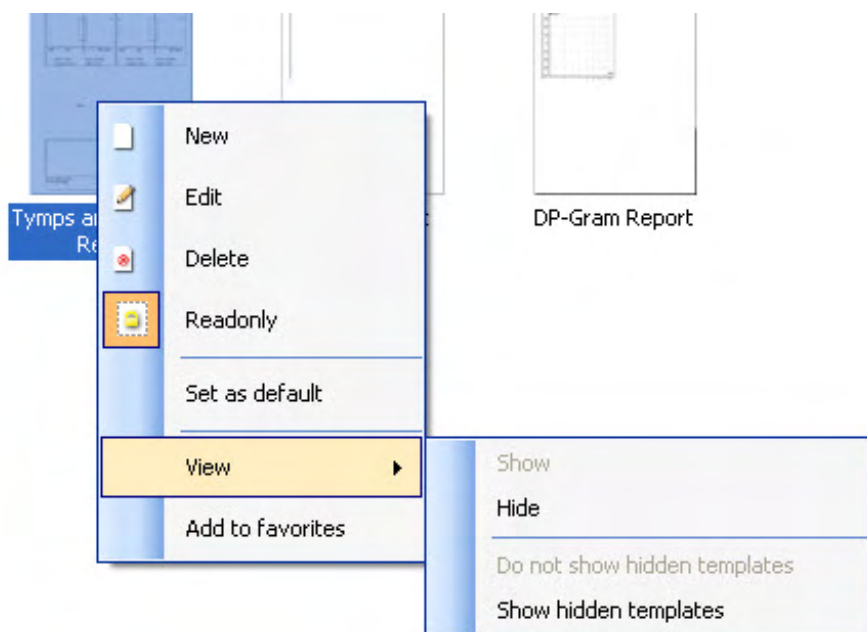 New
Edit
Tymps a
DP-Gram Report
Re
Delete
Readonly
Set as default
View
Show
Hide
Add to favorites
Do not show hidden templates
Show hidden templates